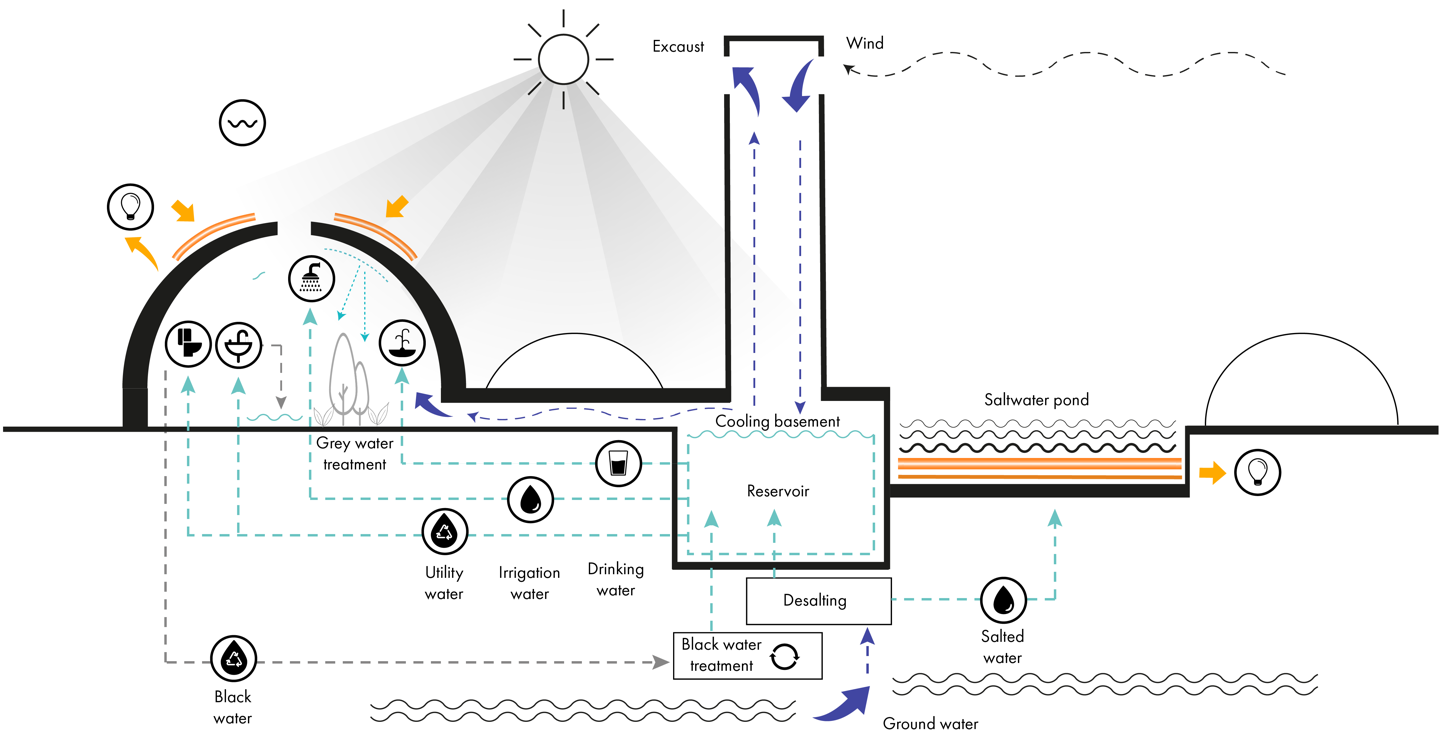 Excaust
Wind
Saltwater pond
Cooling basement
Grey water
treatment
Reservoir
Utility
water
Irrigation
water
Drinking
water
Desalting
Salted
water
Black water
treatment
Black
water
Ground water